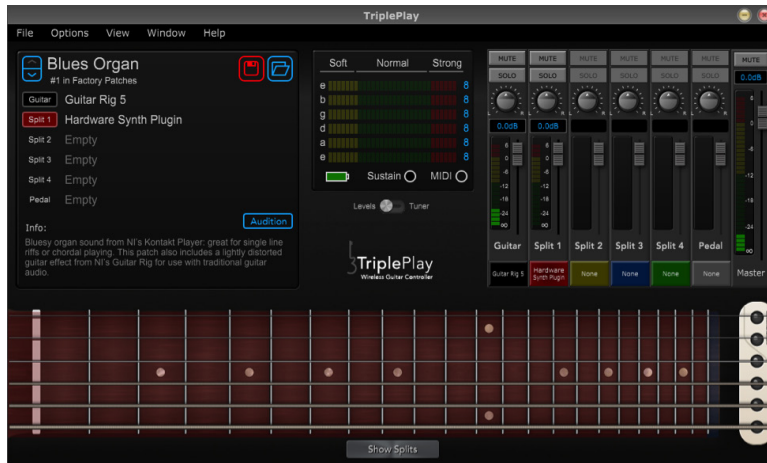 TriplePlay
File Options View Window Help
Blues Organ
#1 in Factory Patches
Guitar Guitar Rig 5
Split 1 Hardware Synth Plugin
Split 2 Empty
Split 3 Empty
Split 4 Empty
Pedal Empty
Info:
Audition
Bluesy organ sound from NI's Kontakt Player: great for single line
riffs or chordal playing. This patch also includes a lightly distorted
guitar effect from NI's Guitar Rig for use with traditional guitar
audio.
Soft Normal Strong
e 8
b 8
g 8
d 8
a 8
e 8
Sustain MIDI
Levels Tuner
TriplePlay
Wireless Guitar Controller
MUTE MUTE MUTE MUTE MUTE MUTE MUTE
SOLO SOLO SOLO SOLO SOLO SOLO
0.0dB
0.0dB 0.0dB
Guitar Split 1 Split 2 Split 3 Split 4 Pedal
Guitar Rig 5 Hardware Synth Plugin None None None None Master
Show Splits